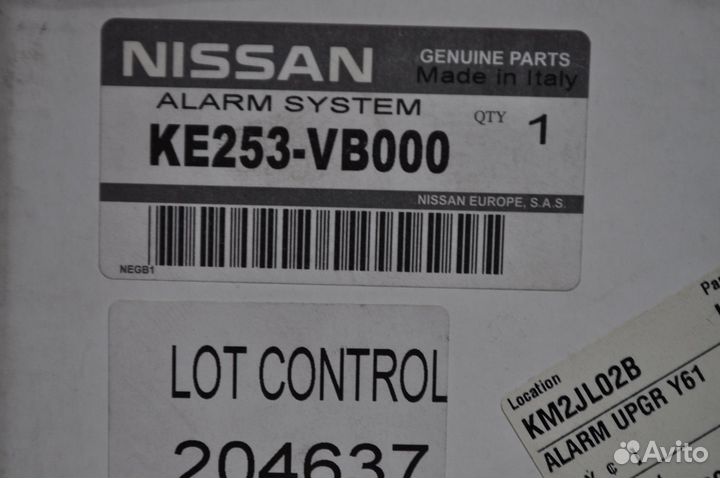 NISSAN
GENUINE PARTS
Made in Italy
ALARM SYSTEM
QTY 1
KE253-VB000
NISSAN EUROPE, S.A.S.
NEGB1
LOT CONTROL
204637
Location
KM2JL02B
ALARM UPGR Y61
Avito